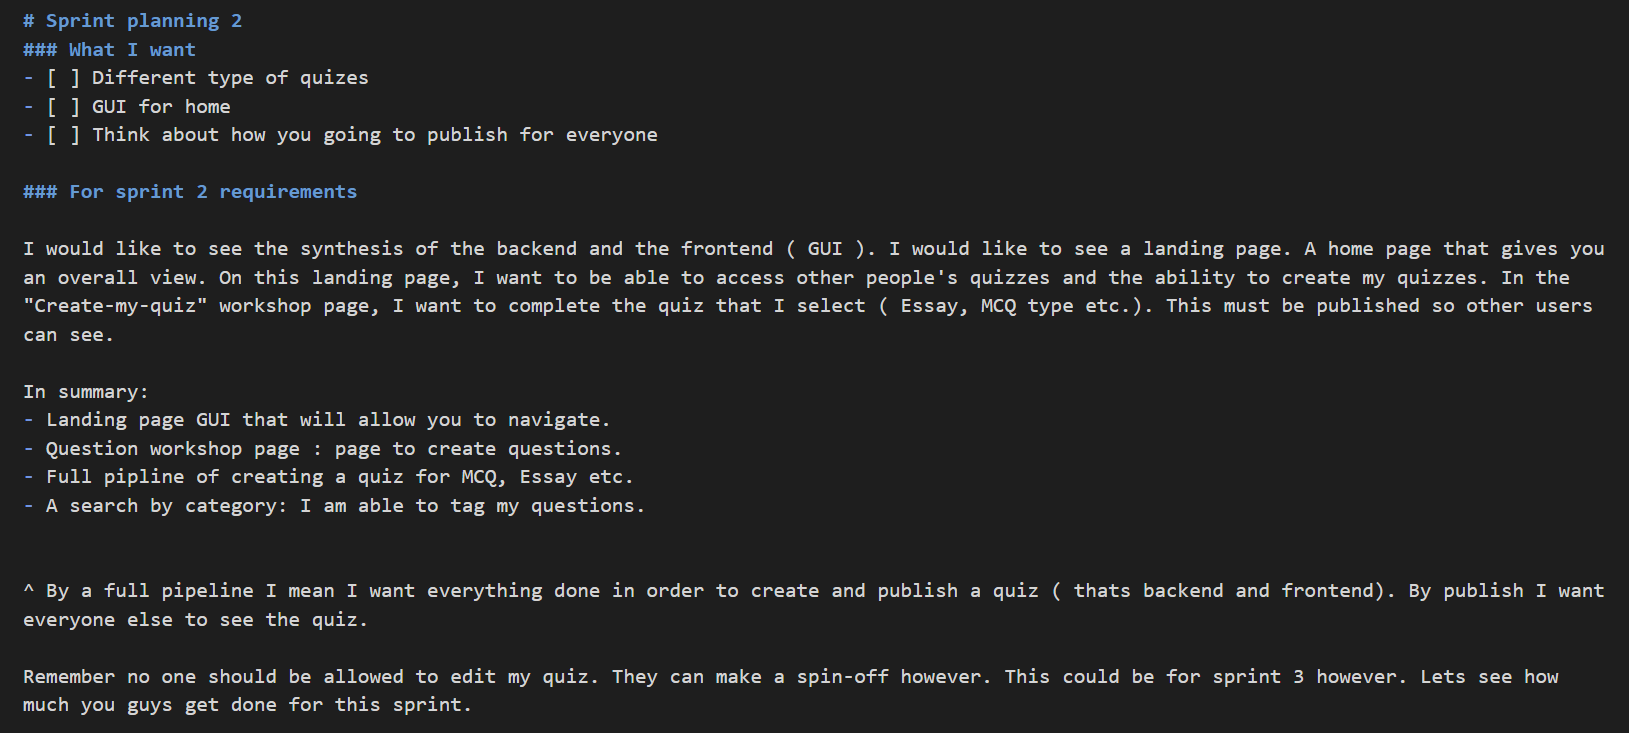 # Sprint planning 2
### What I want
- [ ] Different type of quizes
- [ ] GUI for home
- [ ] Think about how you going to publish for everyone
### For sprint 2 requirements
I would like to see the synthesis of the backend and the frontend ( GUI ). I would like to see a landing page. A home page that gives you
an overall view. On this landing page, I want to be able to access other people's quizzes and the ability to create my quizzes. In the
"Create-my-quiz" workshop page, I want to complete the quiz that I select ( Essay, MCQ type etc.). This must be published so other users
can see.
In summary:
- Landing page GUI that will allow you to navigate.
- Question workshop page : page to create questions.
- Full pipline of creating a quiz for MCQ, Essay etc.
- A search by category: I am able to tag my questions.
^ By a full pipeline I mean I want everything done in order to create and publish a quiz ( thats backend and frontend). By publish I want
everyone else to see the quiz.
Remember no one should be allowed to edit my quiz. They can make a spin-off however. This could be for sprint 3 however. Lets see how
much you guys get done for this sprint.